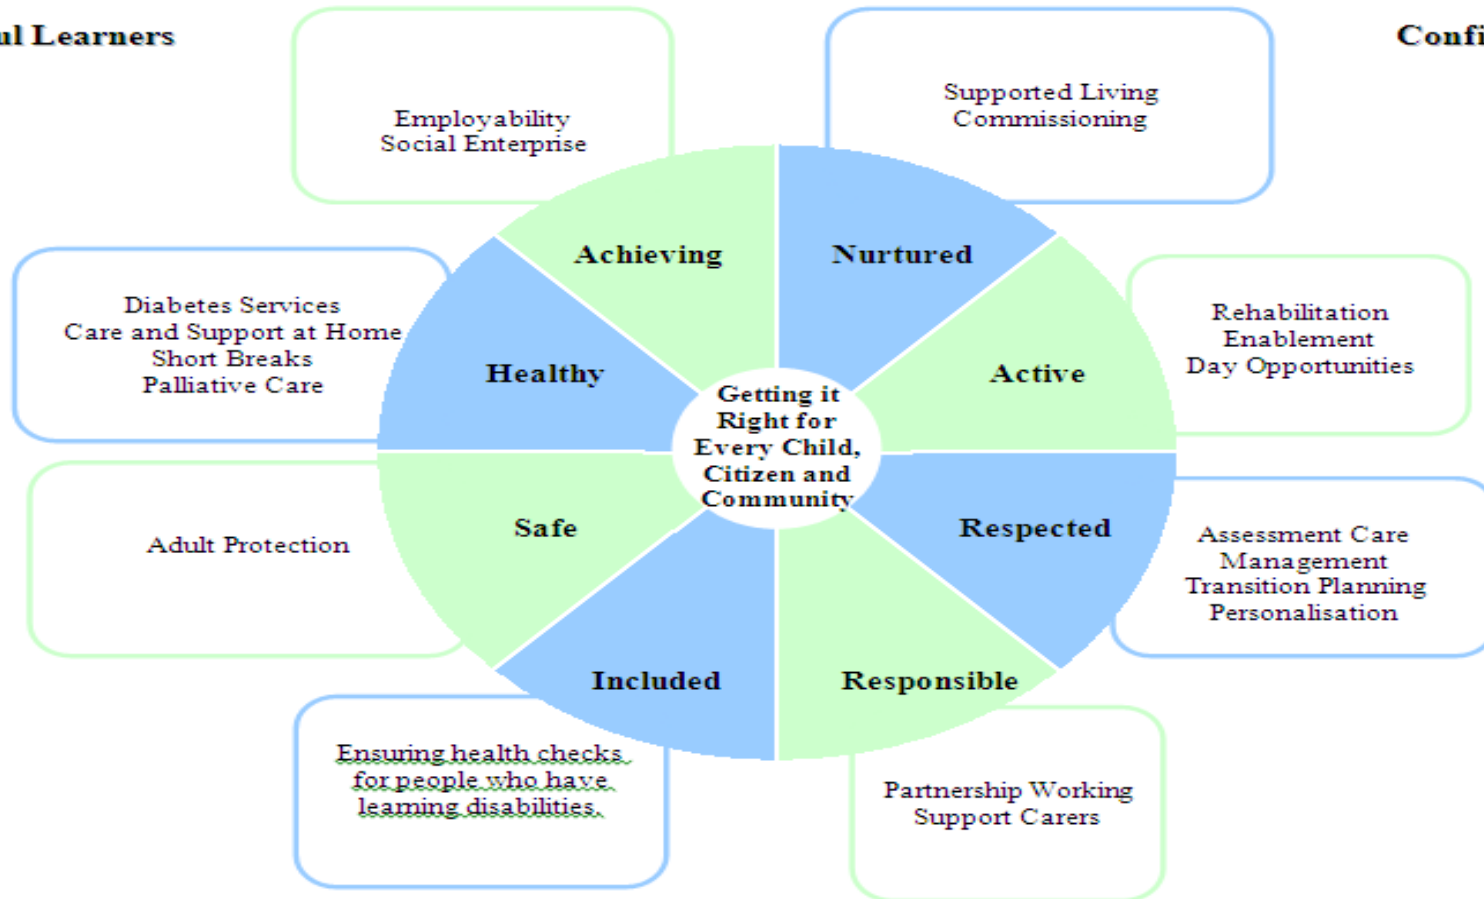 ul Learners
Confi
Employability
Social Enterprise
Supported Living
Commissioning
Achieving
Nurtured
Diabetes Services
Care and Support at Home
Short Breaks
Palliative Care
Healthy
Active
Rehabilitation
Enablement
Day Opportunities
Getting it
Right for
Every Child,
Citizen and
Community
Adult Protection
Safe
Respected
Assessment Care
Management
Transition Planning
Personalisation
Included
Responsible
Ensuring health checks
for people who have
learning disabilities.
Partnership Working
Support Carers